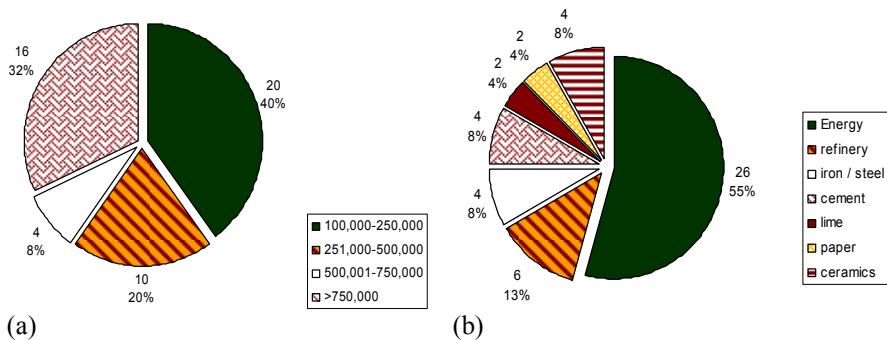 16
32%
20
40%
4
8%
10
20%
100,000-250,000
251,000-500,000
500,001-750,000
>750,000
(a)
4
8%
2
4%
2
4%
4
8%
4
8%
6
13%
26
55%
Energy
refinery
iron / steel
cement
lime
paper
ceramics
(b)